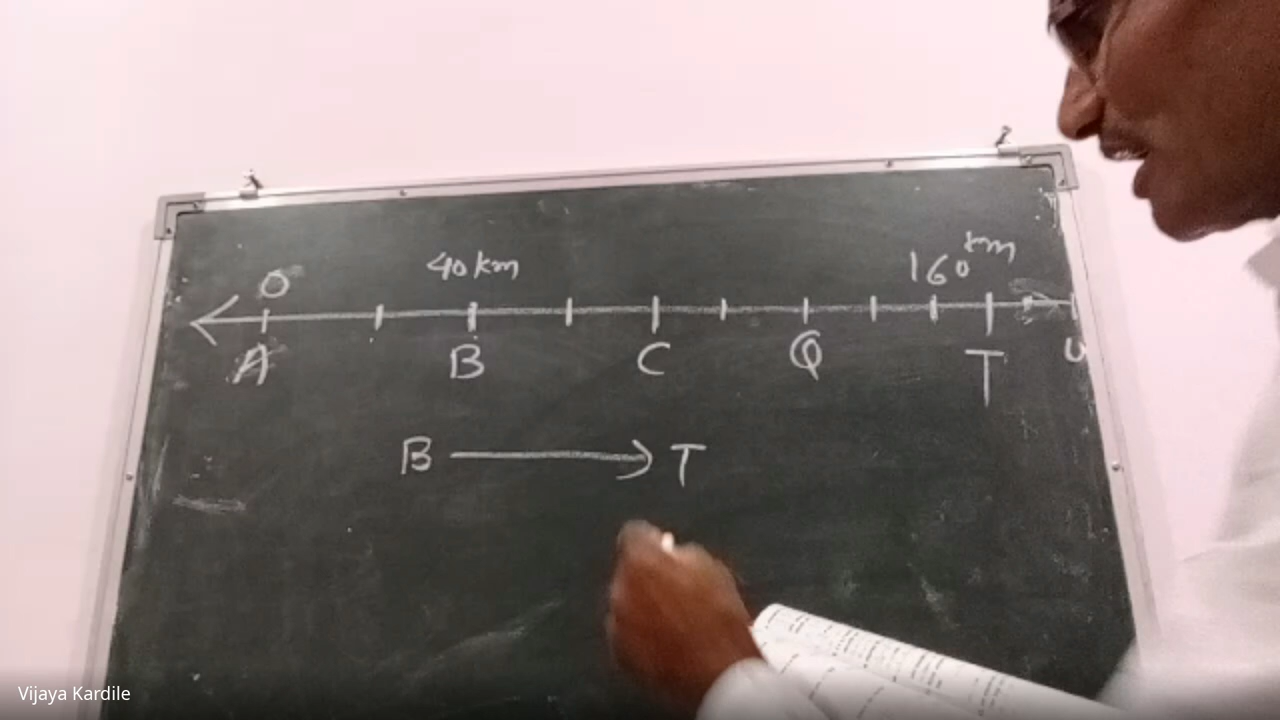 0 40 km 160 km
A B C Q T U
B → T
Vijaya Kardile